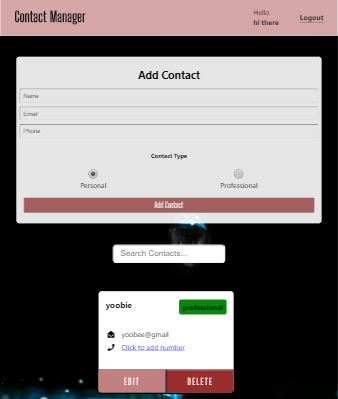 Contact Manager
Hello
hi there
Logout
Add Contact
Name
Email
Phone
Contact Type
Personal
Professional
Add Contact
Search Contacts...
yoobie
professional
yoobee@gmail
Click to add number
EDIT
DELETE